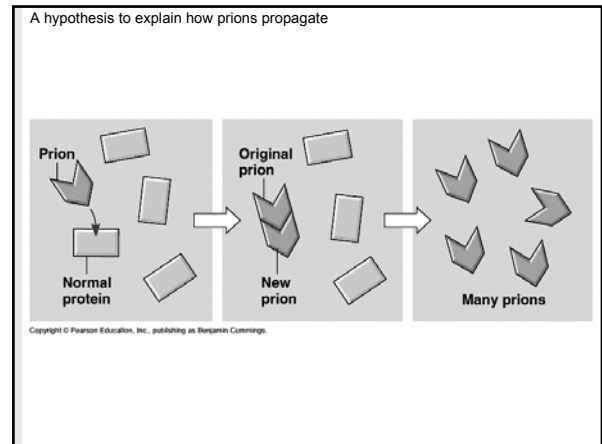 A hypothesis to explain how prions propagate
Prion
Normal
protein
Original
prion
New
prion
Many prions
Copyright © Pearson Education, Inc., publishing as Benjamin Cummings.